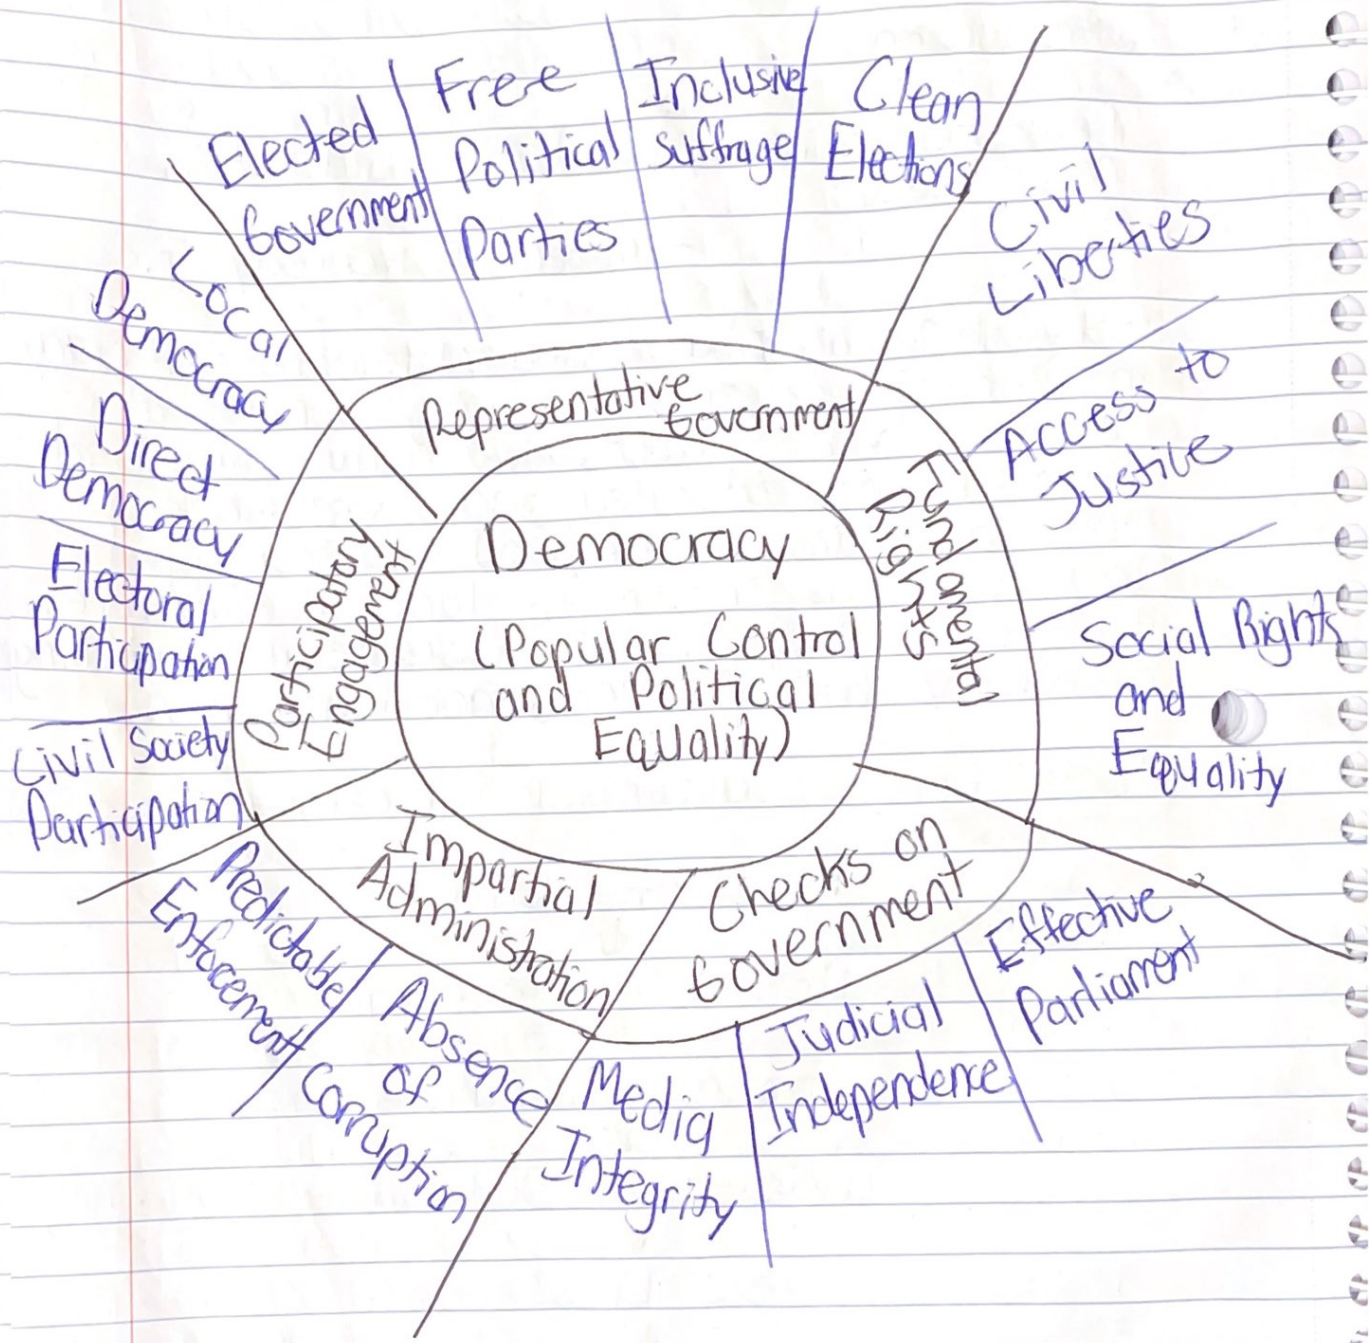 Democracy
(Popular Control
and Political
Equality)
Representative
Government
Elected
Government
Free
Political
Parties
Inclusive
Suffrage
Clean
Elections
Fundamental
Rights
Civil
Liberties
Access to
Justice
Social Rights
and
Equality
Checks on
Government
Effective
Parliament
Judicial
Independence
Media
Integrity
Impartial
Administration
Absence
of
Corruption
Predictable
Enforcement
Participatory
Engagement
Civil Society
Participation
Electoral
Participation
Direct
Democracy
Local
Democracy